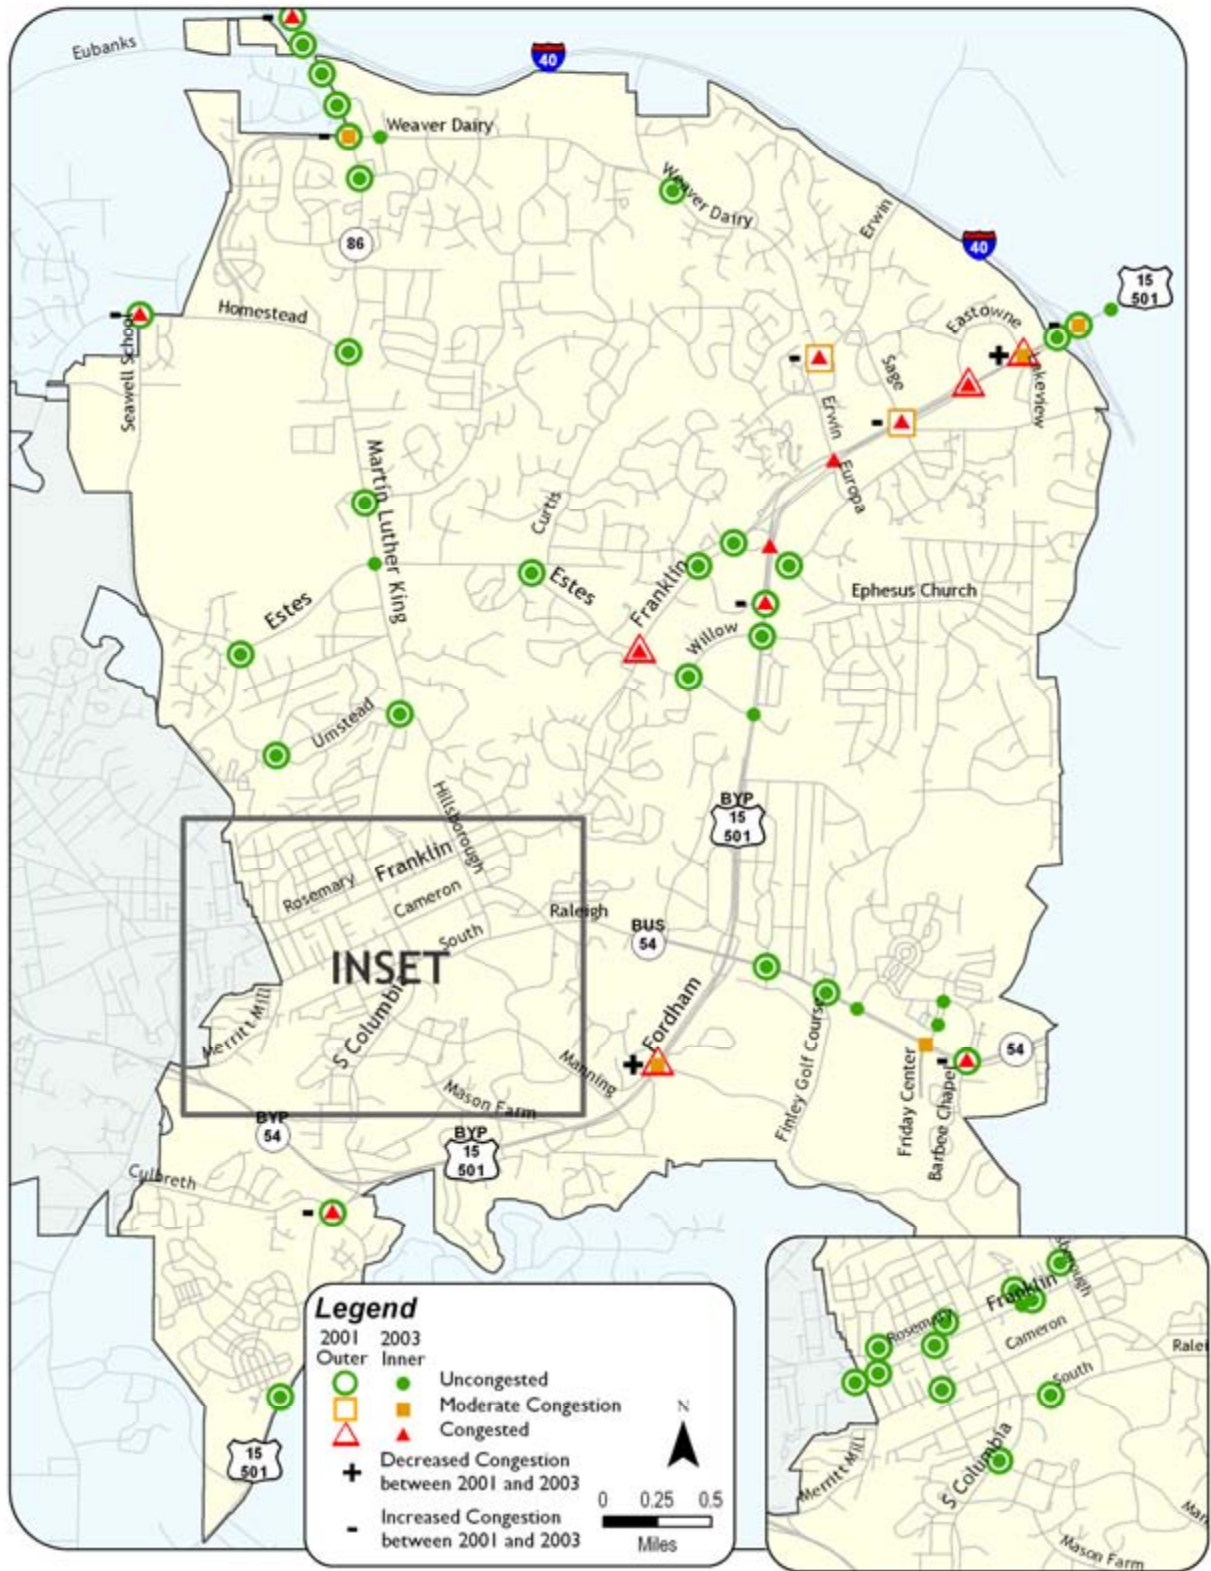 Eubanks
40
Weaver Dairy
Weaver Dairy
Erwin
86
40
15
501
Homestead
Eastowne
Seawell School
Sage
Lakeview
Erwin
Europa
Martin Luther King
Curtis
Estes
Estes
Franklin
Ephesus Church
Willow
Umstead
Hillsborough
BYP
15
501
Franklin
Rosemary
Cameron
Raleigh
South
BUS
54
INSET
Merritt Mill
S Columbia
Fordham
Manning
Mason Farm
Finley Golf Course
Friday Center
Barbee Chapel
54
BYP
54
BYP
15
501
Culbreth
15
501
Legend
2001 2003
Outer Inner
Uncongested
Moderate Congestion
Congested
+ Decreased Congestion
between 2001 and 2003
- Increased Congestion
between 2001 and 2003
N
0 0.25 0.5
Miles
sborough
Franklin
Rosemary
Cameron
Ralei
South
Merritt Mill
S Columbia
Mason Farm